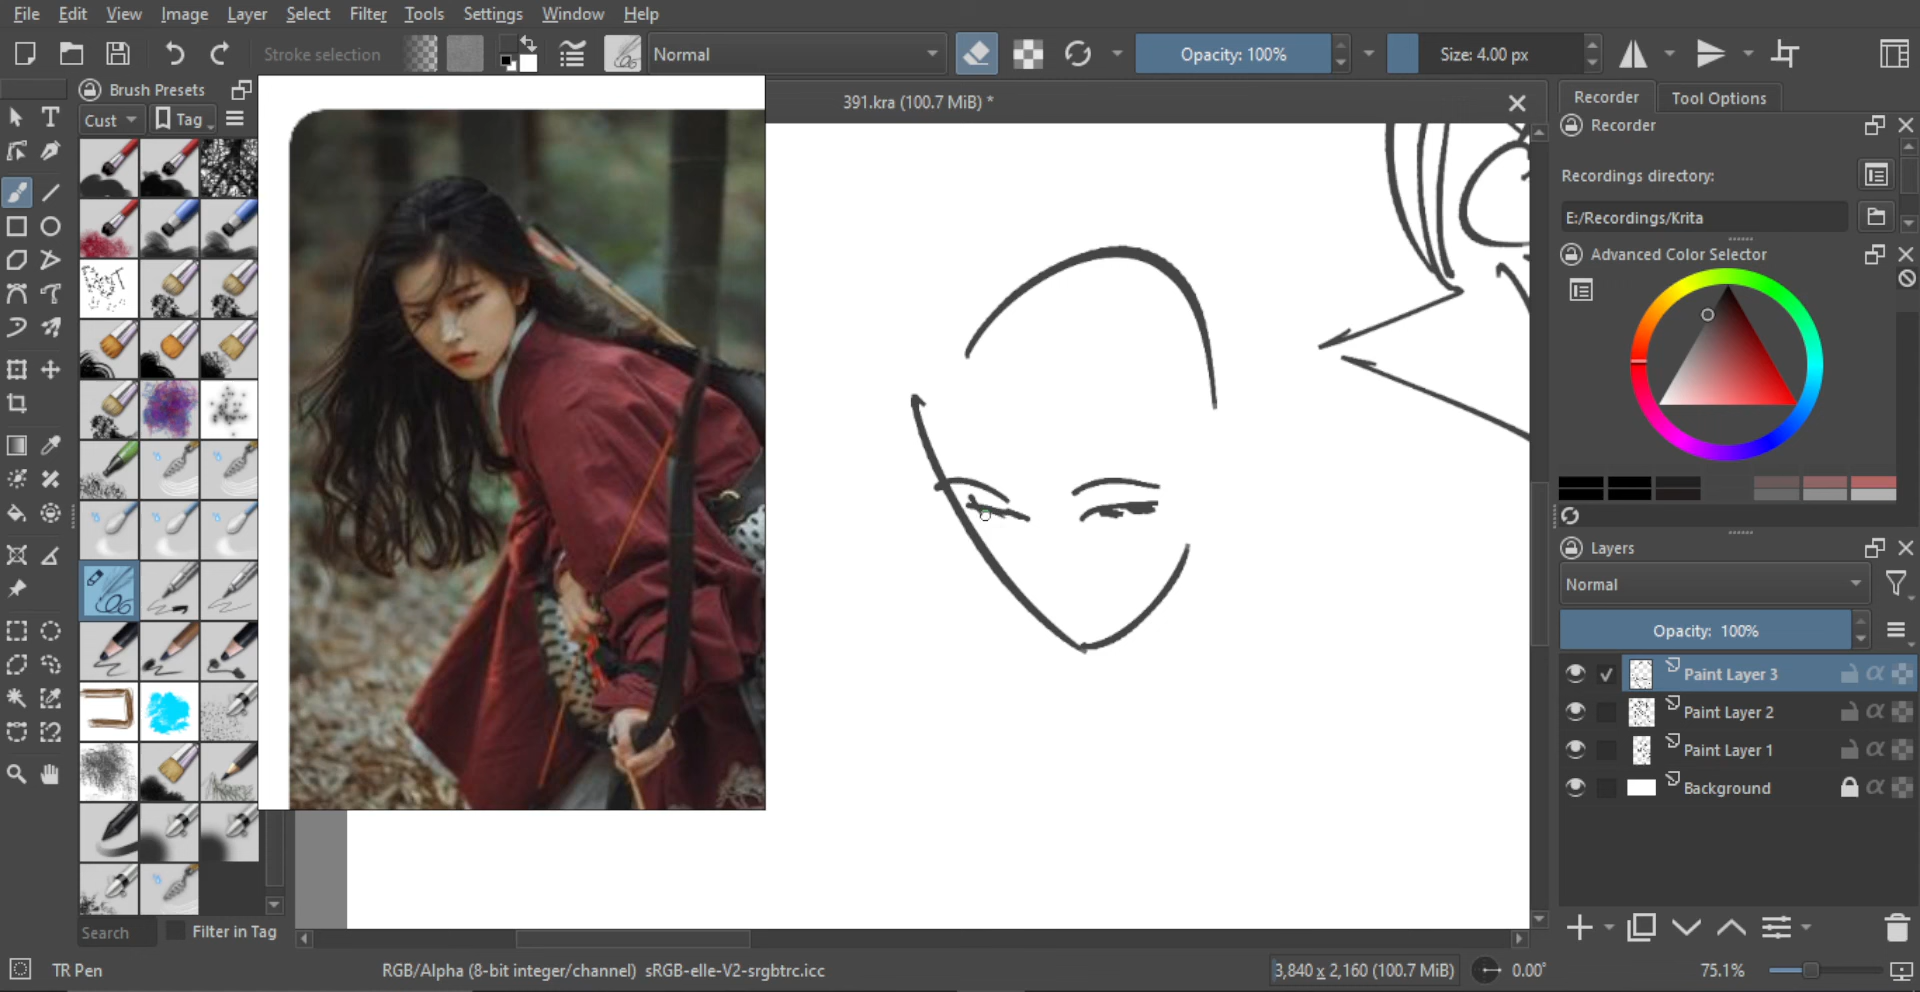 File Edit View Image Layer Select Filter Tools Settings Window Help
Stroke selection Normal Opacity: 100% Size: 4.00 px
Brush Presets
Cust Tag
391.kra (100.7 MiB) *
Recorder Tool Options
Recorder
Recordings directory:
E:/Recordings/Krita
Advanced Color Selector
Layers
Normal
Opacity: 100%
Paint Layer 3
Paint Layer 2
Paint Layer 1
Background
Search Filter in Tag
TR Pen RGB/Alpha (8-bit integer/channel) sRGB-elle-V2-srgbtrc.icc 3,840 x 2,160 (100.7 MiB) 0.00° 75.1%